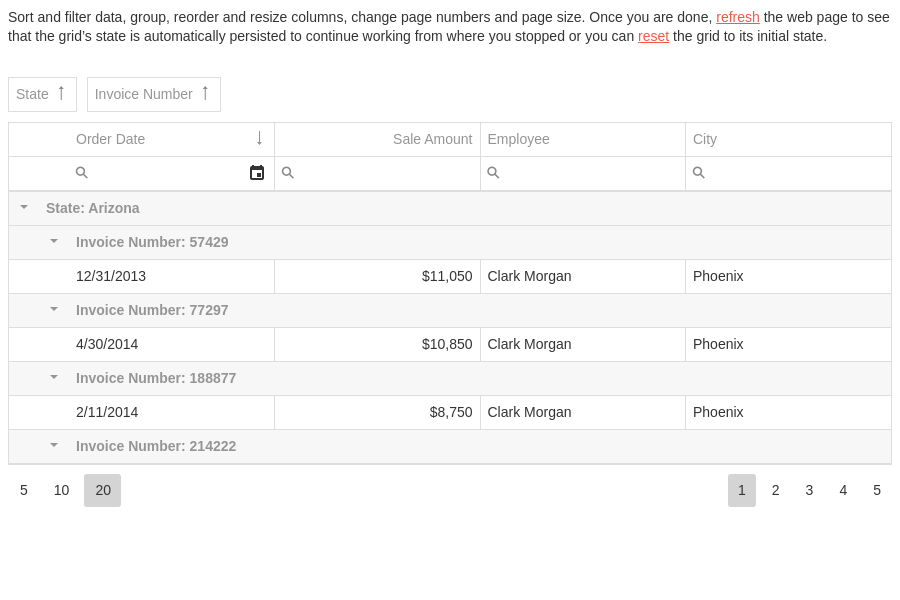 Sort and filter data, group, reorder and resize columns, change page numbers and page size. Once you are done, refresh the web page to see
that the grid's state is automatically persisted to continue working from where you stopped or you can reset the grid to its initial state.
State Invoice Number
Order Date Sale Amount Employee City
State: Arizona
Invoice Number: 57429
12/31/2013 $11,050 Clark Morgan Phoenix
Invoice Number: 77297
4/30/2014 $10,850 Clark Morgan Phoenix
Invoice Number: 188877
2/11/2014 $8,750 Clark Morgan Phoenix
Invoice Number: 214222
5 10 20 1 2 3 4 5